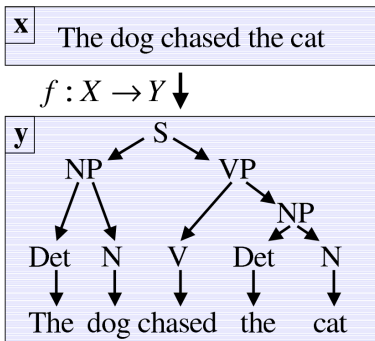 x
The dog chased the cat
f : X → Y
y
S
NP VP
NP
Det N V Det N
The dog chased the cat